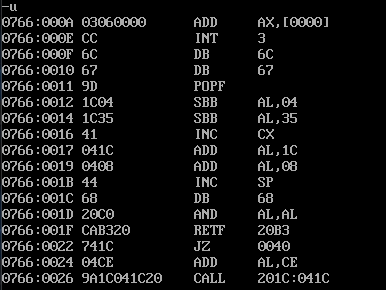 -u
0766:000A 03060000 ADD AX,[0000]
0766:000E CC INT 3
0766:000F 6C DB 6C
0766:0010 67 DB 67
0766:0011 9D POPF
0766:0012 1C04 SBB AL,04
0766:0014 1C35 SBB AL,35
0766:0016 41 INC CX
0766:0017 041C ADD AL,1C
0766:0019 0408 ADD AL,08
0766:001B 44 INC SP
0766:001C 68 DB 68
0766:001D 20C0 AND AL,AL
0766:001F CAB320 RETF 20B3
0766:0022 741C JZ 0040
0766:0024 04CE ADD AL,CE
0766:0026 9A1C041C20 CALL 201C:041C